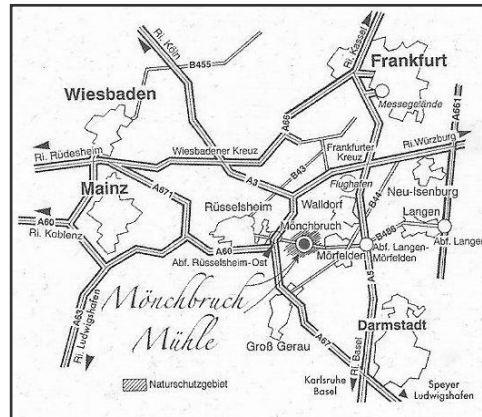 Ri. Köln
B455
Ri. Kassel
Frankfurt
Messegelände
A661
Wiesbaden
A66
Ri. Rüdesheim
Wiesbadener Kreuz
B43
Frankfurter
Kreuz
Ri. Würzburg
Mainz
A671
A3
Flughafen
B44
Neu-Isenburg
A60
Ri. Koblenz
Rüsselsheim
Walldorf
Mönchbruch
Langen
B486
Abf. Langen
A60
Abf. Rüsselsheim-Ost
Mörfelden
Abf. Langen-
Mörfelden
A63
Ri. Ludwigshafen
Mönchbruch
Mühle
A5
Groß Gerau
A67
Ri. Basel
Darmstadt
Naturschutzgebiet
Karlsruhe
Basel
Speyer
Ludwigshafen